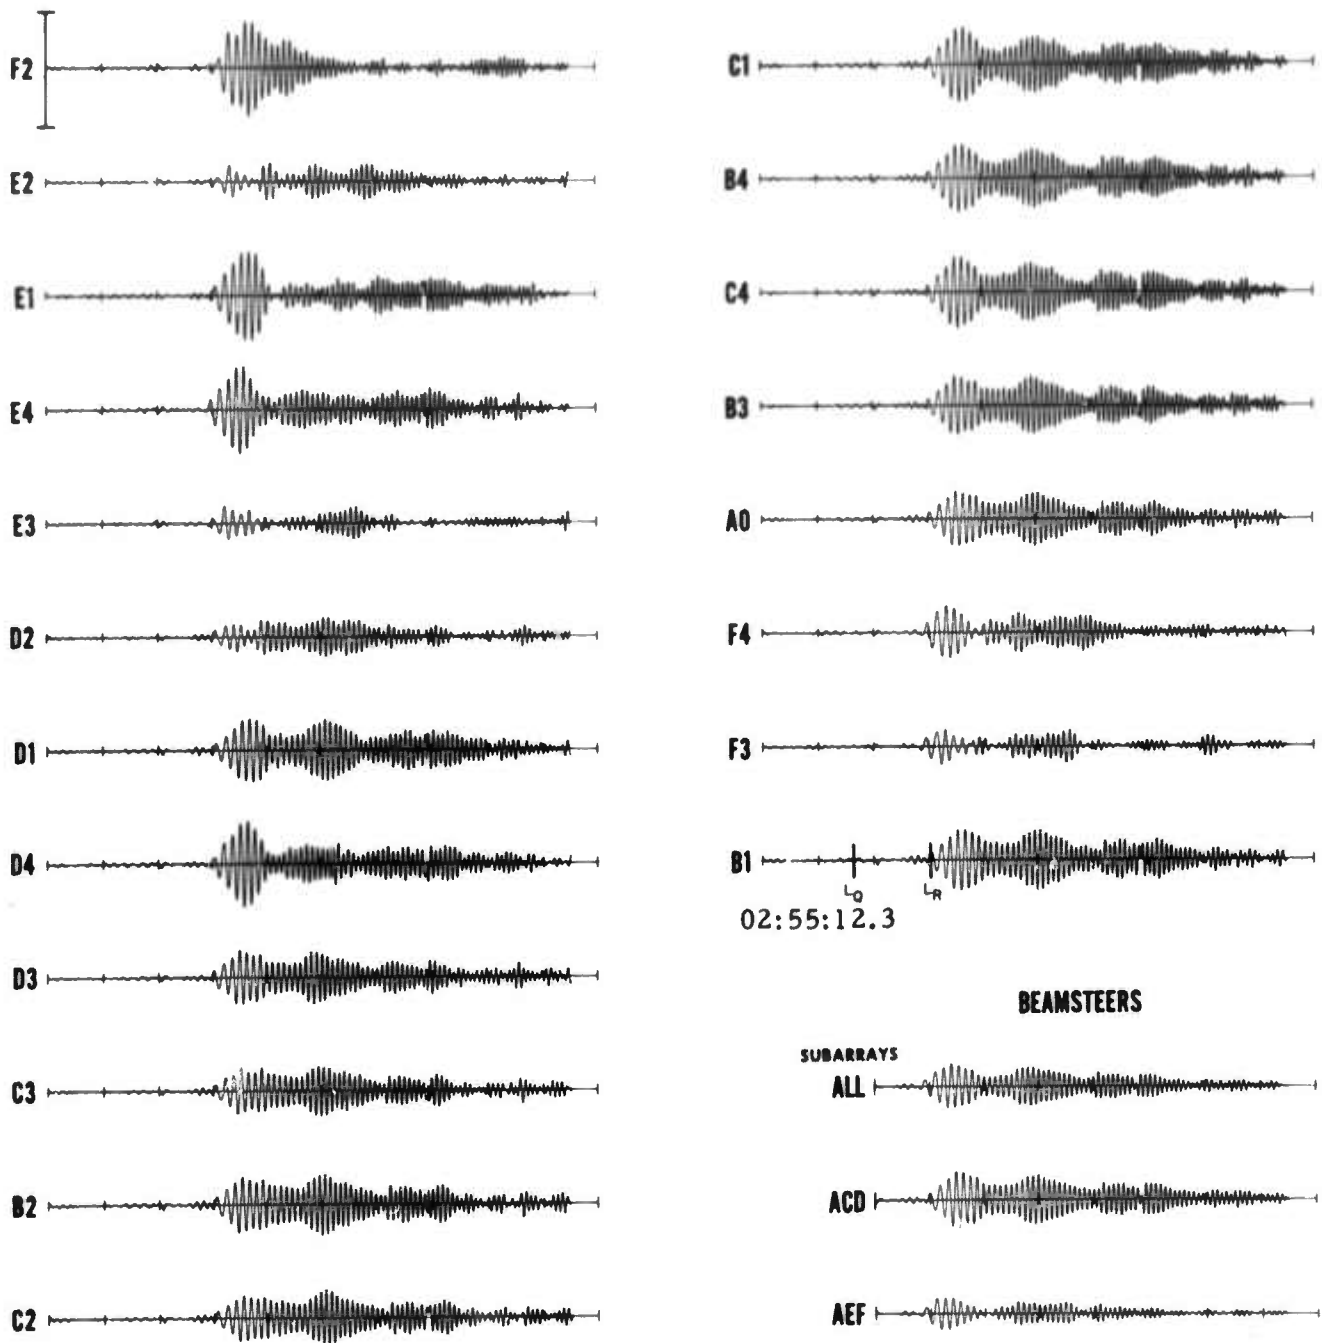 F2
E2
E1
E4
E3
D2
D1
D4
D3
C3
B2
C2
C1
B4
C4
B3
A0
F4
F3
B1
LQ LR
02:55:12.3
BEAMSTEERS
SUBARRAYS
ALL
ACD
AEF